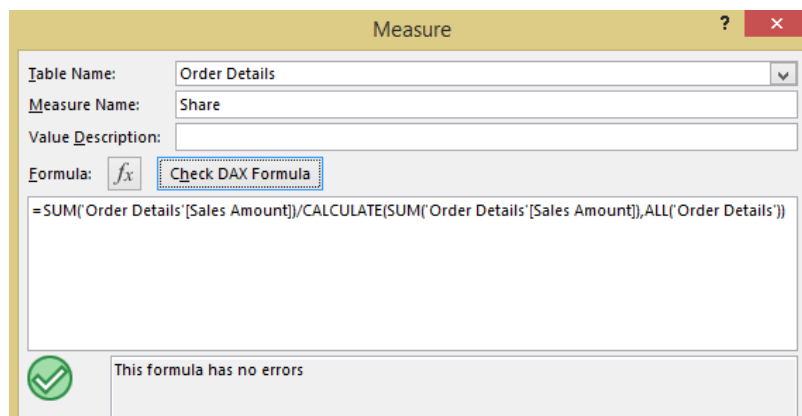 Measure ?
Table Name: Order Details
Measure Name: Share
Value Description:
Formula: fx Check DAX Formula
=SUM('Order Details'[Sales Amount])/CALCULATE(SUM('Order Details'[Sales Amount]),ALL('Order Details'))
This formula has no errors